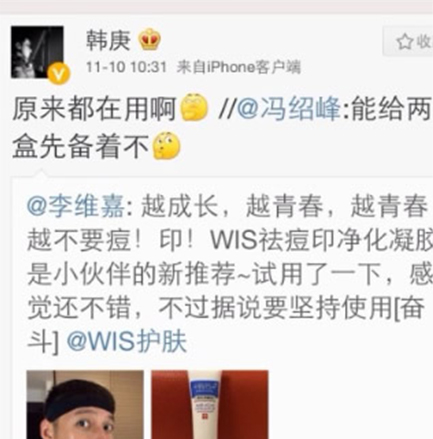 韩庚
☆收
11-10 10:31 来自iPhone客户端
原来都在用啊 //@冯绍峰:能给两
盒先备着不
@李维嘉: 越成长，越青春，越青春
越不要痘！印！WIS祛痘印净化凝胶
是小伙伴的新推荐~试用了一下，感
觉还不错，不过据说要坚持使用[奋
斗] @WIS护肤